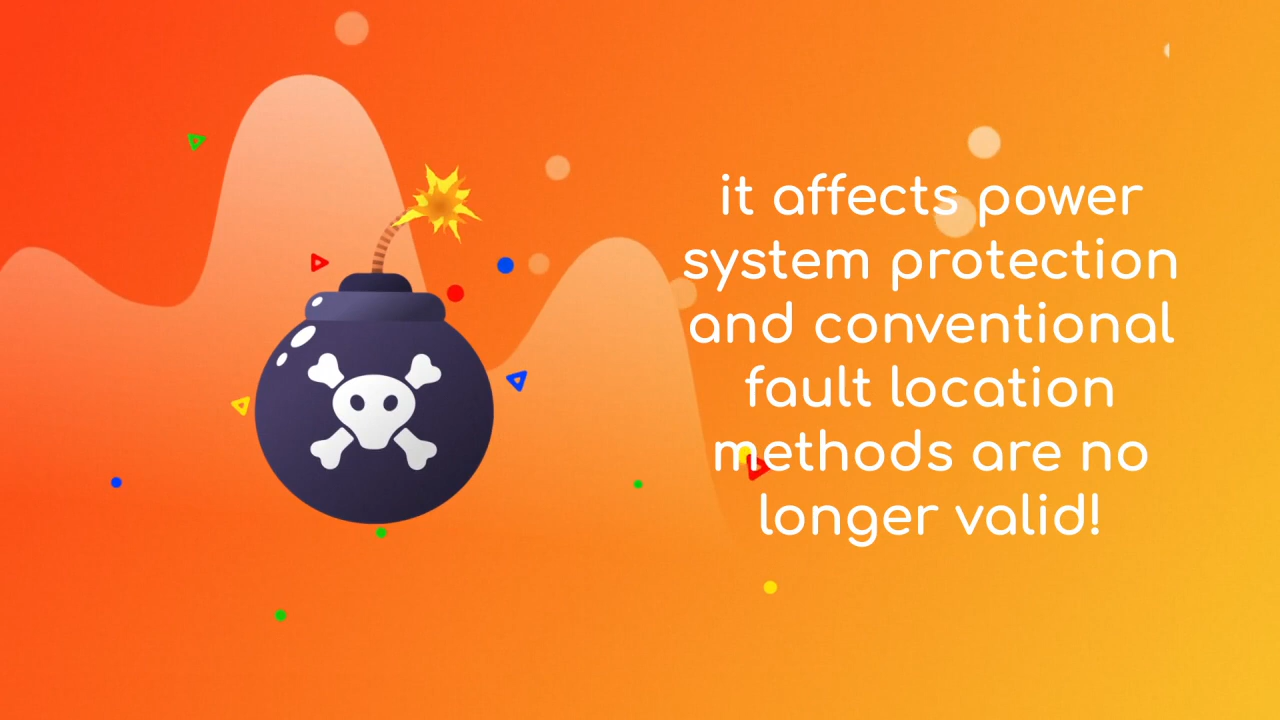 it affects power
system protection
and conventional
fault location
methods are no
longer valid!